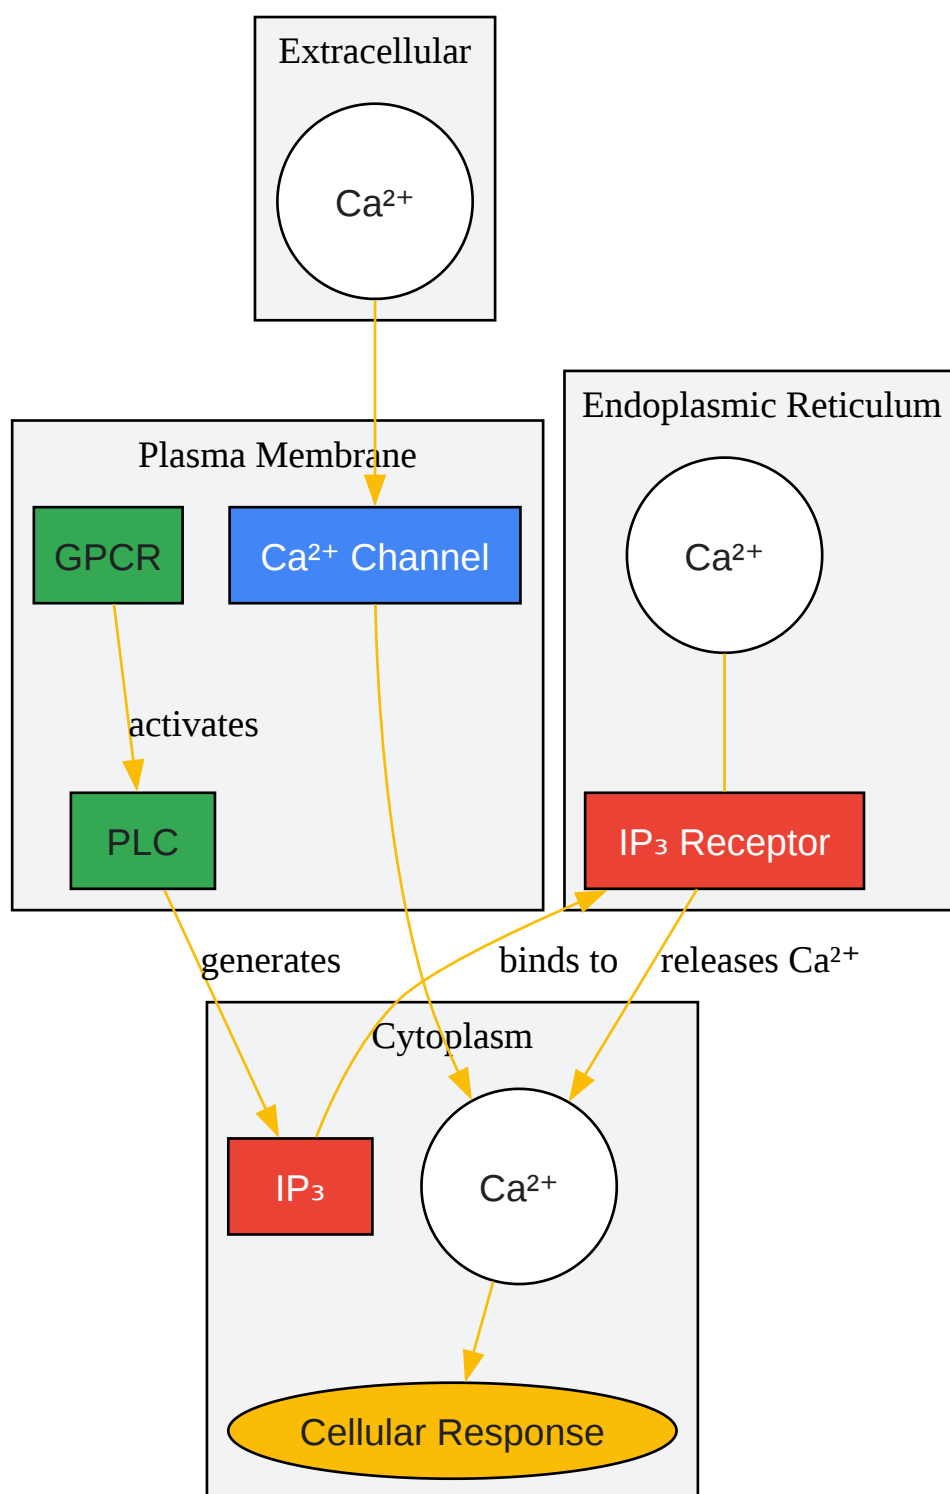 Extracellular
Ca²⁺
Endoplasmic Reticulum
Plasma Membrane
GPCR
Ca²⁺ Channel
Ca²⁺
activates
PLC
IP₃ Receptor
generates
binds to
releases Ca²⁺
Cytoplasm
IP₃
Ca²⁺
Cellular Response